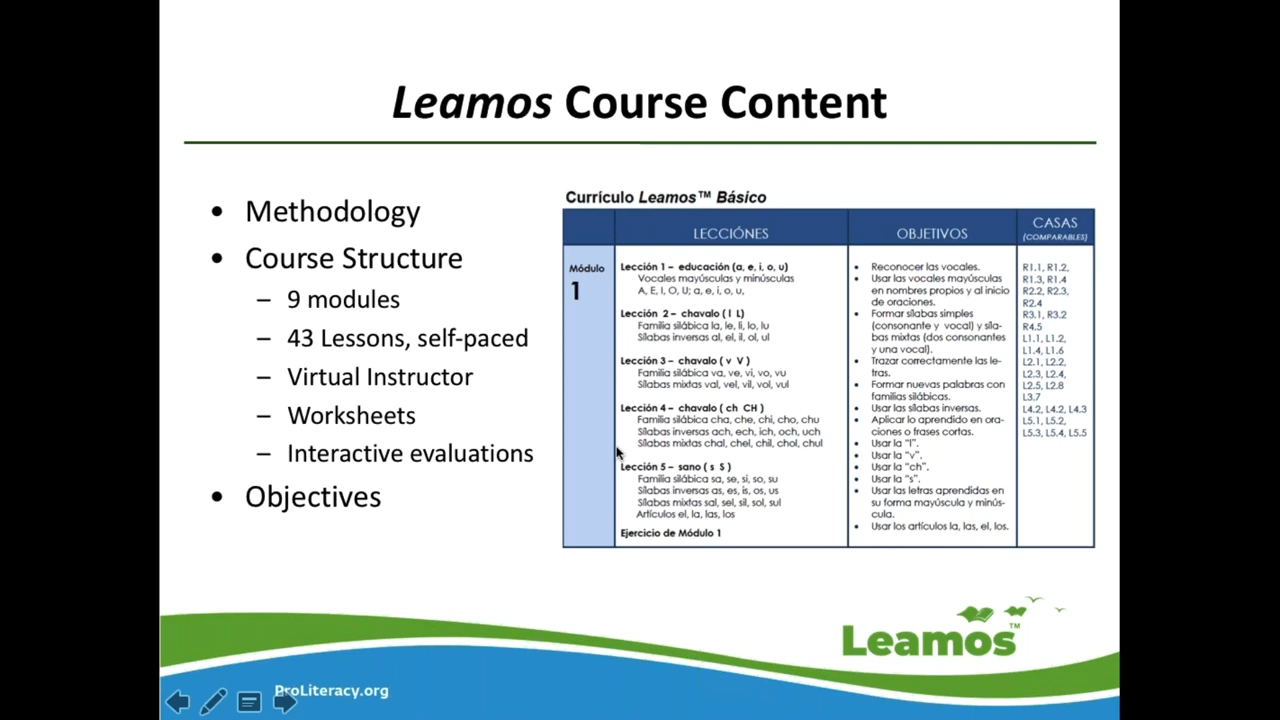 Leamos Course Content
• Methodology
• Course Structure
– 9 modules
– 43 Lessons, self-paced
– Virtual Instructor
– Worksheets
– Interactive evaluations
• Objectives
Currículo Leamos™ Básico
LECCIÓNES
OBJETIVOS
CASAS
(COMPARABLES)
Módulo
1
Lección 1 – educación (a, e, i, o, u)
Vocales mayúsculas y minúsculas
A, E, I, O, U; a, e, i, o, u,
Lección 2 – chavalo ( l L)
Familia silábica la, le, li, lo, lu
Sílabas inversas al, el, il, ol, ul
Lección 3 – chavalo ( v V )
Familia silábica va, ve, vi, vo, vu
Sílabas mixtas val, vel, vil, vol, vul
Lección 4 – chavalo ( ch CH )
Familia silábica cha, che, chi, cho, chu
Sílabas inversas ach, ech, ich, och, uch
Sílabas mixtas chal, chel, chil, chol, chul
Lección 5 – sano ( s S )
Familia silábica sa, se, si, so, su
Sílabas inversas as, es, is, os, us
Sílabas mixtas sal, sel, sil, sol, sul
Artículos el, la, las, los
Ejercicio de Módulo 1
• Reconocer las vocales.
• Usar las vocales mayúsculas
en nombres propios y al inicio
de oraciones.
• Formar sílabas simples
(consonante y vocal) y síla-
bas mixtas (dos consonantes
y una vocal).
• Trazar correctamente las le-
tras.
• Formar nuevas palabras con
familias silábicas.
• Usar las sílabas inversas.
• Aplicar lo aprendido en ora-
ciones o frases cortas.
• Usar la "l".
• Usar la "v".
• Usar la "ch".
• Usar la "s".
• Usar las letras aprendidas en
su forma mayúscula y minús-
cula.
• Usar los artículos la, las, el, los.
R1.1, R1.2,
R1.3, R1.4
R2.2, R2.3,
R2.4
R3.1, R3.2
R4.5
L1.1, L1.2,
L1.4, L1.6
L2.1, L2.2,
L2.3, L2.4,
L2.5, L2.8
L3.7
L4.2, L4.2, L4.3
L5.1, L5.2,
L5.3, L5.4, L5.5
Leamos™
ProLiteracy.org